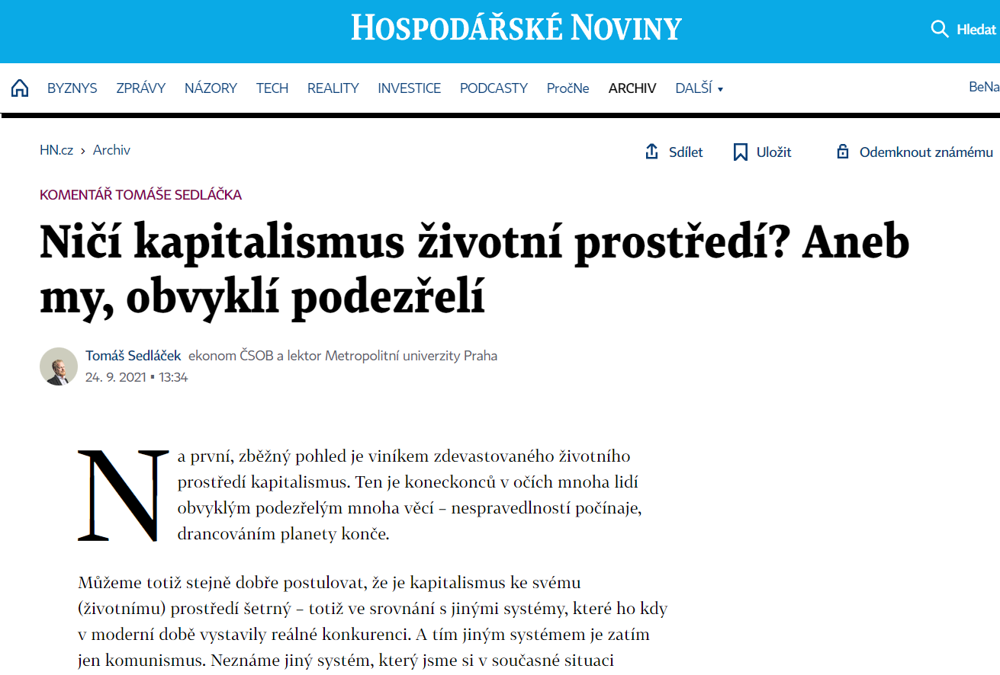 HOSPODÁŘSKÉ NOVINY
Hledat
BYZNYS ZPRÁVY NÁZORY TECH REALITY INVESTICE PODCASTY PročNe ARCHIV DALŠÍ ▾
BeNa
HN.cz › Archiv
Sdílet Uložit Odemknout známému
KOMENTÁŘ TOMÁŠE SEDLÁČKA
Ničí kapitalismus životní prostředí? Aneb
my, obvyklí podezřelí
Tomáš Sedláček ekonom ČSOB a lektor Metropolitní univerzity Praha
24. 9. 2021 ▪ 13:34
Na první, zběžný pohled je viníkem zdevastovaného životního
prostředí kapitalismus. Ten je koneckonců v očích mnoha lidí
obvyklým podezřelým mnoha věcí – nespravedlností počínaje,
drancováním planety konče.
Můžeme totiž stejně dobře postulovat, že je kapitalismus ke svému
(životnímu) prostředí šetrný – totiž ve srovnání s jinými systémy, které ho kdy
v moderní době vystavily reálné konkurenci. A tím jiným systémem je zatím
jen komunismus. Neznáme jiný systém, který jsme si v současné situaci